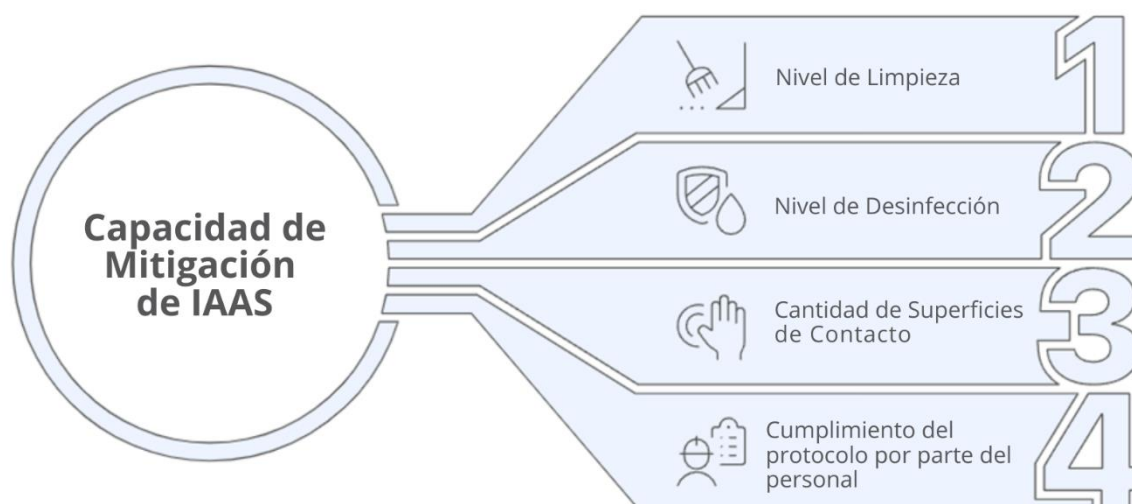 Capacidad de
Mitigación
de IAAS
Nivel de Limpieza
1
Nivel de Desinfección
2
Cantidad de Superficies
de Contacto
3
Cumplimiento del
protocolo por parte del
personal
4